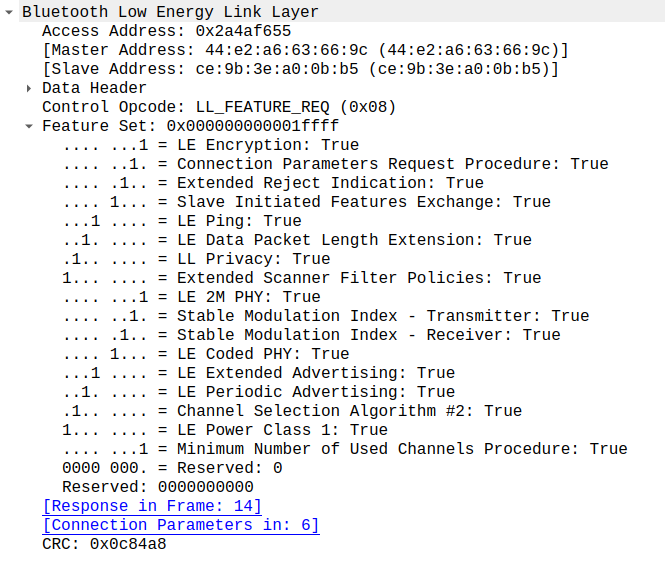 Bluetooth Low Energy Link Layer
Access Address: 0x2a4af655
[Master Address: 44:e2:a6:63:66:9c (44:e2:a6:63:66:9c)]
[Slave Address: ce:9b:3e:a0:0b:b5 (ce:9b:3e:a0:0b:b5)]
Data Header
Control Opcode: LL_FEATURE_REQ (0x08)
Feature Set: 0x000000000001ffff
.... ...1 = LE Encryption: True
.... ..1. = Connection Parameters Request Procedure: True
.... .1.. = Extended Reject Indication: True
.... 1... = Slave Initiated Features Exchange: True
...1 .... = LE Ping: True
..1. .... = LE Data Packet Length Extension: True
.1.. .... = LL Privacy: True
1... .... = Extended Scanner Filter Policies: True
.... ...1 = LE 2M PHY: True
.... ..1. = Stable Modulation Index - Transmitter: True
.... .1.. = Stable Modulation Index - Receiver: True
.... 1... = LE Coded PHY: True
...1 .... = LE Extended Advertising: True
..1. .... = LE Periodic Advertising: True
.1.. .... = Channel Selection Algorithm #2: True
1... .... = LE Power Class 1: True
.... ...1 = Minimum Number of Used Channels Procedure: True
0000 000. = Reserved: 0
Reserved: 0000000000
[Response in Frame: 14]
[Connection Parameters in: 6]
CRC: 0x0c84a8